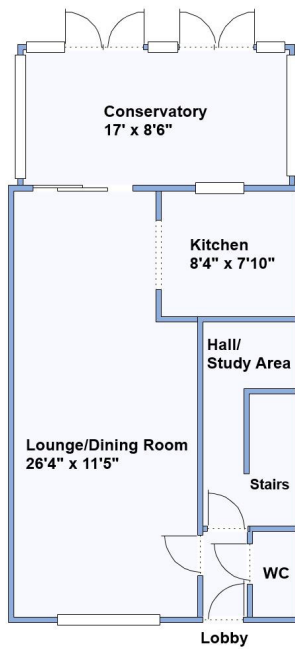 Conservatory
17' x 8'6"
Kitchen
8'4" x 7'10"
Hall/
Study Area
Lounge/Dining Room
26'4" x 11'5"
Stairs
WC
Lobby